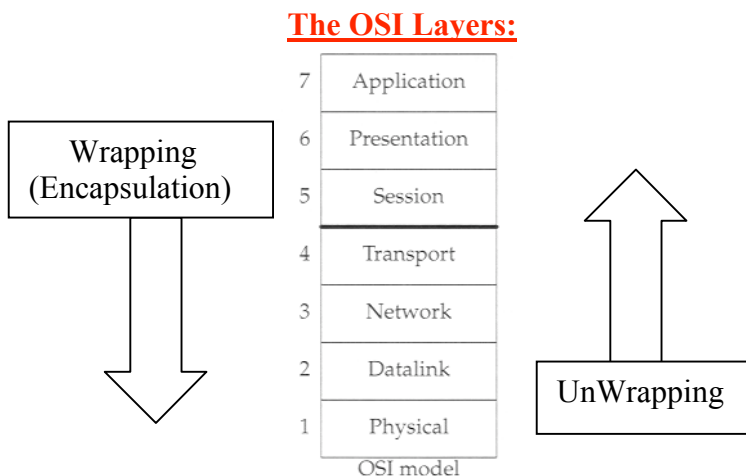 The OSI Layers:
7 Application
6 Presentation
5 Session
4 Transport
3 Network
2 Datalink
1 Physical
OSI model
Wrapping
(Encapsulation)
UnWrapping